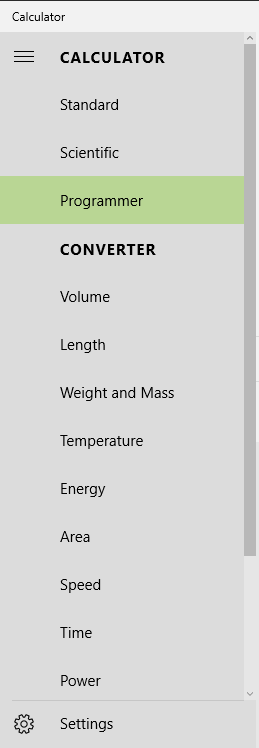 Calculator
CALCULATOR
Standard
Scientific
Programmer
CONVERTER
Volume
Length
Weight and Mass
Temperature
Energy
Area
Speed
Time
Power
Settings